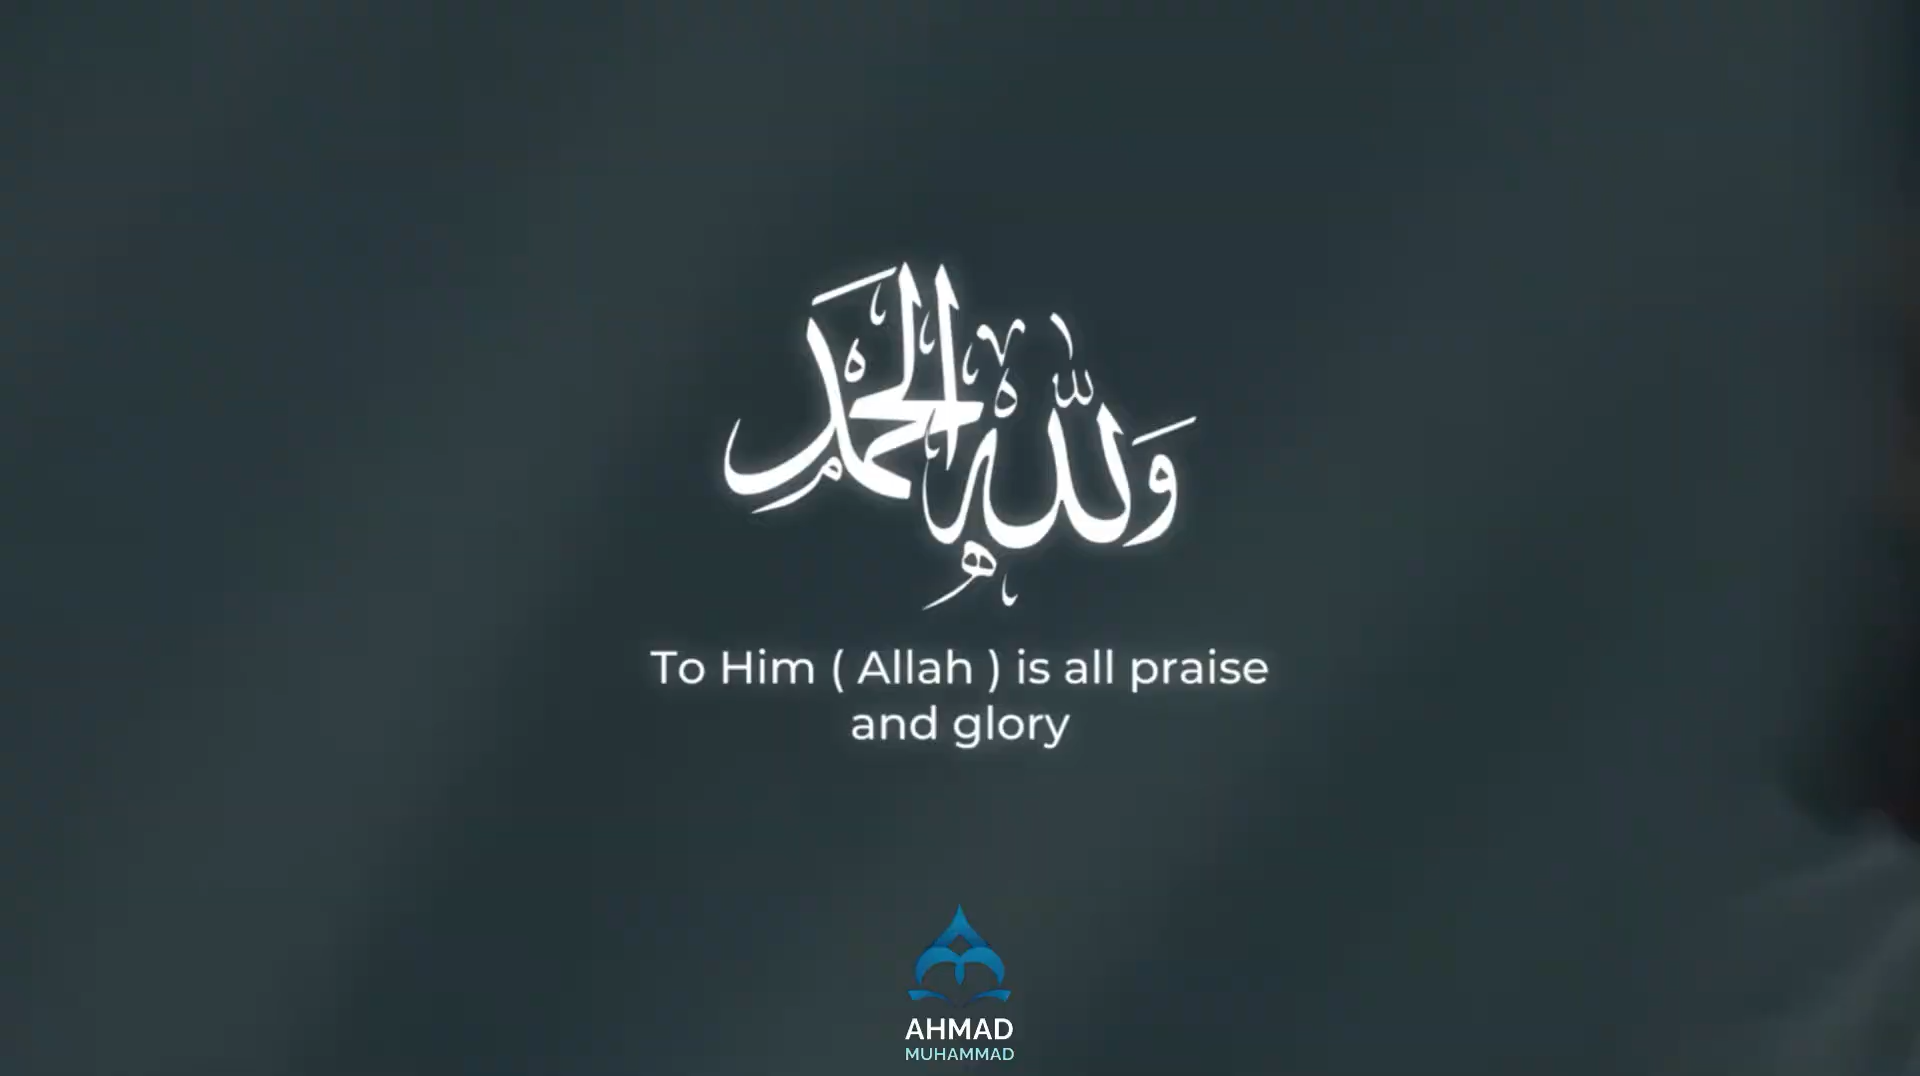 وَلِلَّهِ الْحَمْدُ
To Him ( Allah ) is all praise
and glory
AHMAD
MUHAMMAD